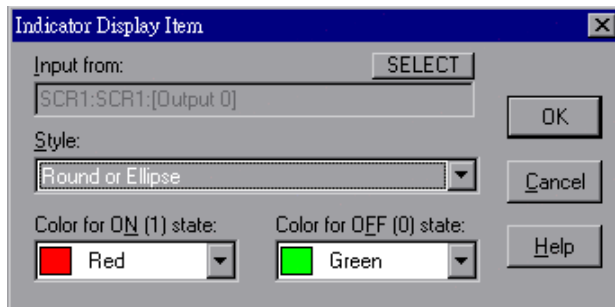 Indicator Display Item
Input from:
SELECT
SCR1:SCR1:[Output 0]
OK
Style:
Round or Ellipse
Cancel
Color for ON (1) state:
Color for OFF (0) state:
Red
Green
Help